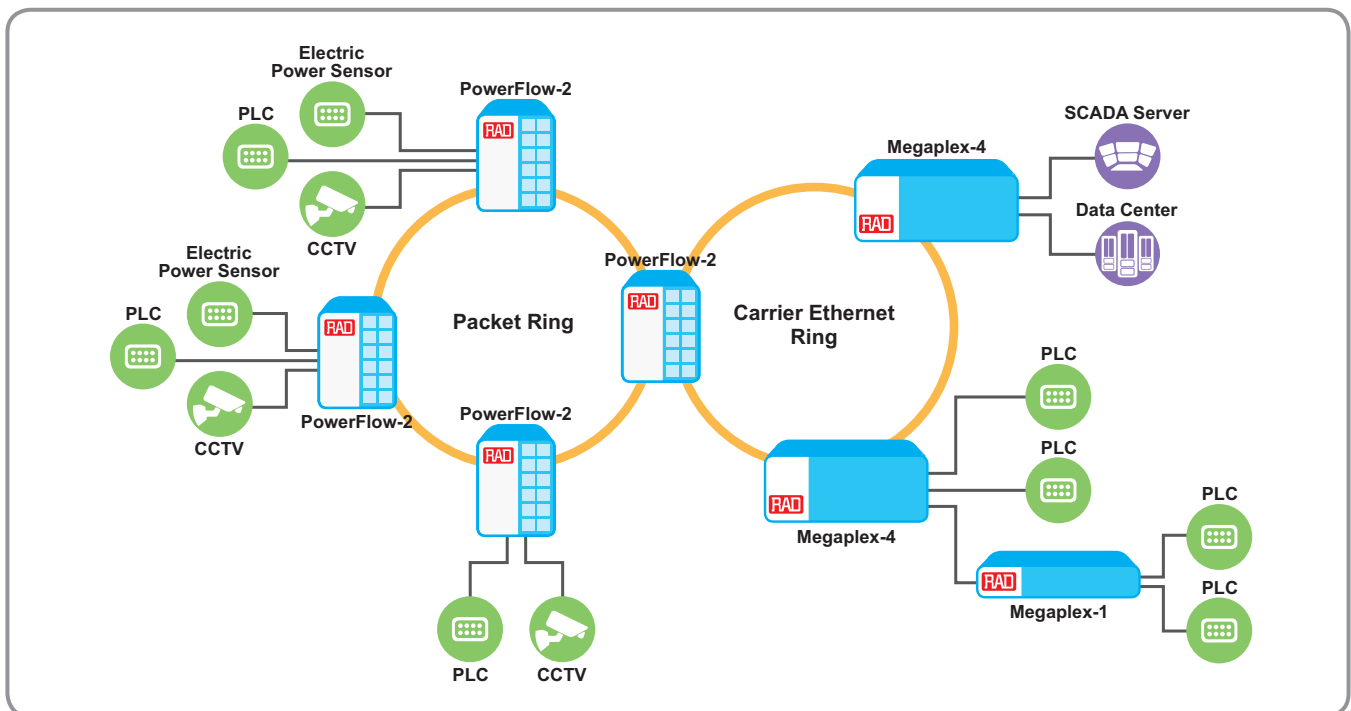 Electric
Power Sensor
PowerFlow-2
PLC
RAD
CCTV
SCADA Server
Megaplex-4
RAD
Data Center
Electric
Power Sensor
PLC
RAD
CCTV
PowerFlow-2
Packet Ring
PowerFlow-2
RAD
Carrier Ethernet
Ring
PowerFlow-2
RAD
PLC
CCTV
PLC
PLC
RAD
Megaplex-4
PLC
RAD
PLC
Megaplex-1